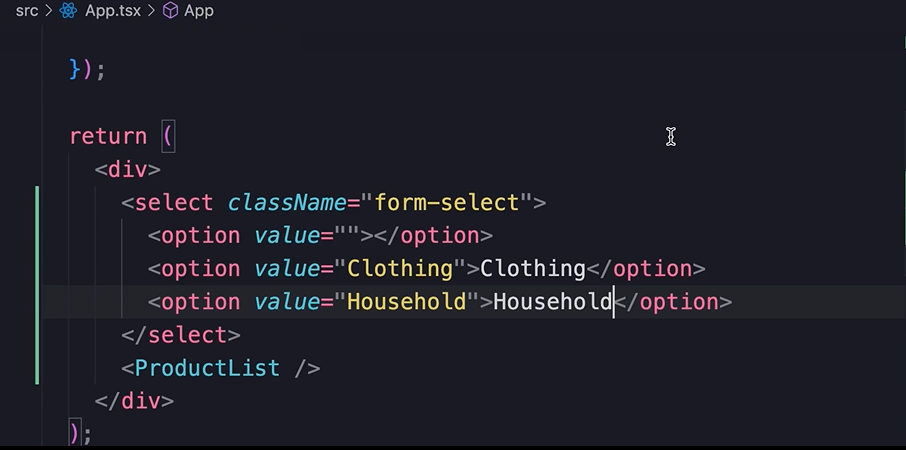 src > App.tsx > App
});
return (
<div>
<select className="form-select">
<option value=""></option>
<option value="Clothing">Clothing</option>
<option value="Household">Household</option>
</select>
<ProductList />
</div>
);